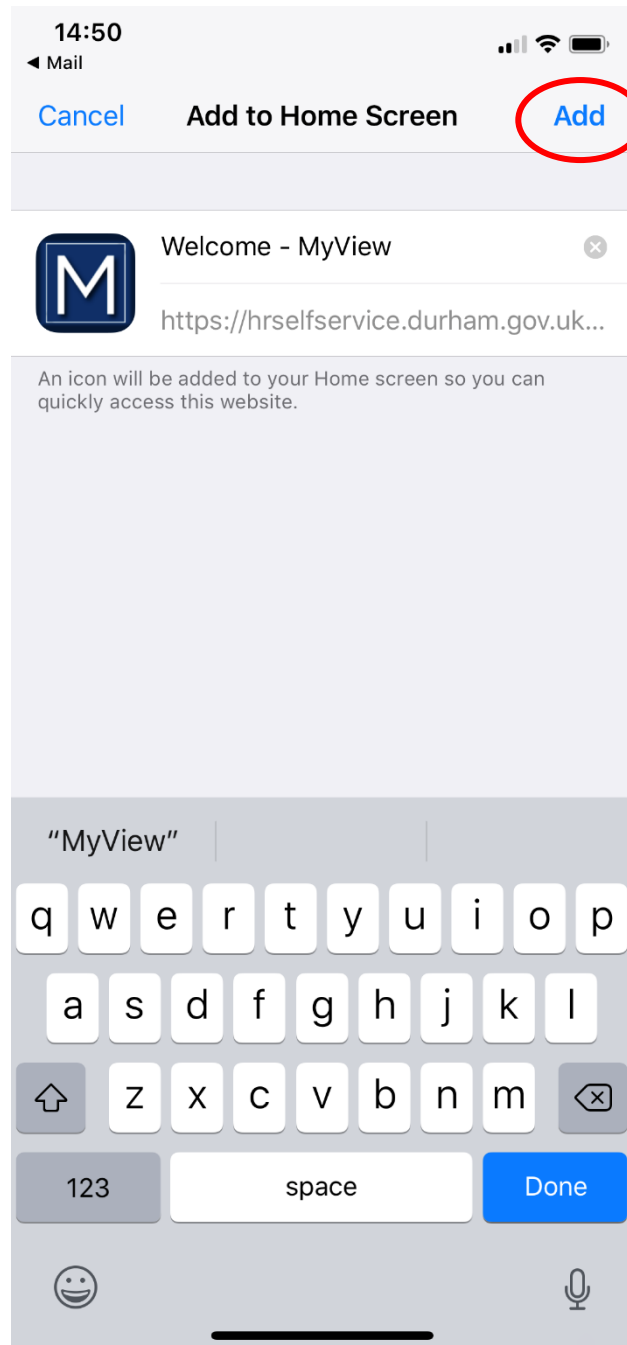 14:50
◀ Mail
Cancel Add to Home Screen Add
M
Welcome - MyView
https://hrselfservice.durham.gov.uk...
An icon will be added to your Home screen so you can
quickly access this website.
“MyView”
q w e r t y u i o p
a s d f g h j k l
z x c v b n m
123 space Done